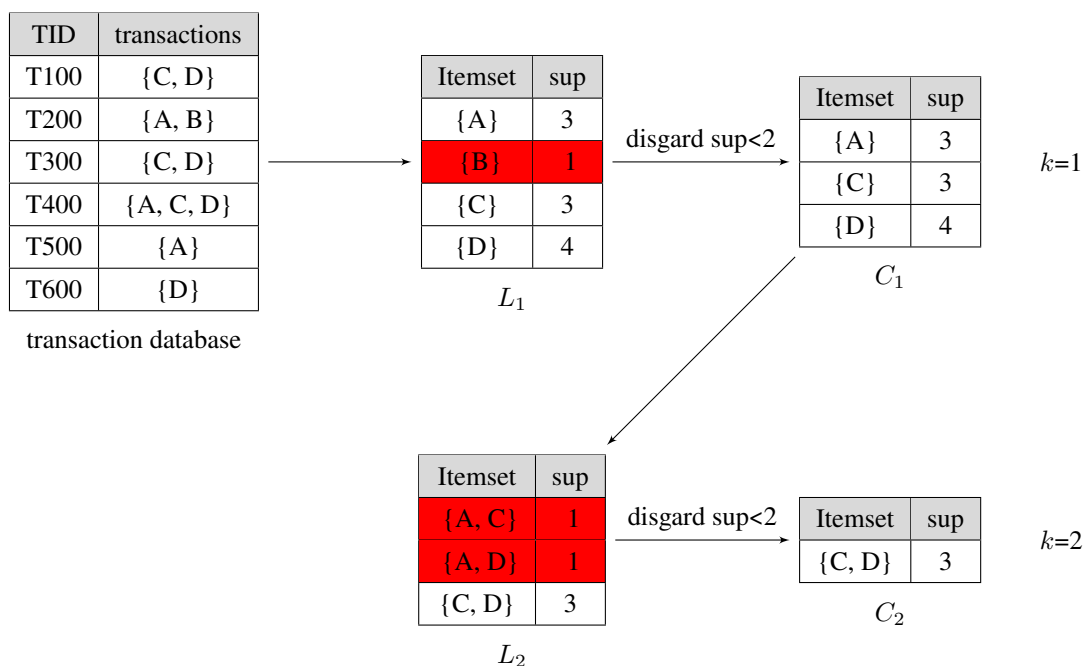 TID transactions
T100 {C, D}
T200 {A, B}
T300 {C, D}
T400 {A, C, D}
T500 {A}
T600 {D}
transaction database
Itemset sup
{A} 3
{B} 1
{C} 3
{D} 4
L1
disgard sup<2
Itemset sup
{A} 3
{C} 3
{D} 4
C1
k=1
Itemset sup
{A, C} 1
{A, D} 1
{C, D} 3
L2
disgard sup<2
Itemset sup
{C, D} 3
C2
k=2